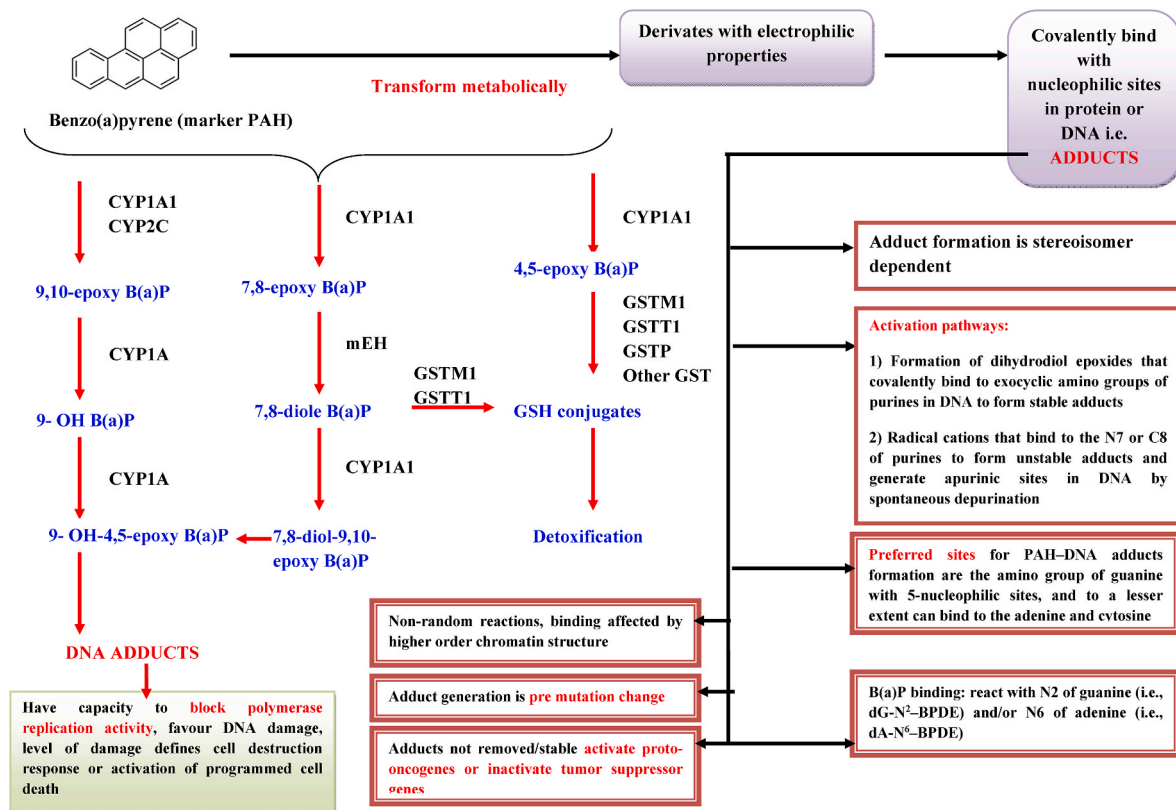 Benzo(a)pyrene (marker PAH)
Transform metabolically
Derivates with electrophilic
properties
Covalently bind
with
nucleophilic sites
in protein or
DNA i.e.
ADDUCTS
CYP1A1
CYP2C
9,10-epoxy B(a)P
CYP1A
9- OH B(a)P
CYP1A
9- OH-4,5-epoxy B(a)P
DNA ADDUCTS
Have capacity to block polymerase
replication activity, favour DNA damage,
level of damage defines cell destruction
response or activation of programmed cell
death
CYP1A1
7,8-epoxy B(a)P
mEH
7,8-diole B(a)P
CYP1A1
7,8-diol-9,10-
epoxy B(a)P
GSTM1
GSTT1
CYP1A1
4,5-epoxy B(a)P
GSTM1
GSTT1
GSTP
Other GST
GSH conjugates
Detoxification
Adduct formation is stereoisomer
dependent
Activation pathways:
1) Formation of dihydrodiol epoxides that
covalently bind to exocyclic amino groups of
purines in DNA to form stable adducts
2) Radical cations that bind to the N7 or C8
of purines to form unstable adducts and
generate apurinic sites in DNA by
spontaneous depurination
Preferred sites for PAH–DNA adducts
formation are the amino group of guanine
with 5-nucleophilic sites, and to a lesser
extent can bind to the adenine and cytosine
B(a)P binding: react with N2 of guanine (i.e.,
dG-N²–BPDE) and/or N6 of adenine (i.e.,
dA-N⁶–BPDE)
Non-random reactions, binding affected by
higher order chromatin structure
Adduct generation is pre mutation change
Adducts not removed/stable activate proto-
oncogenes or inactivate tumor suppressor
genes